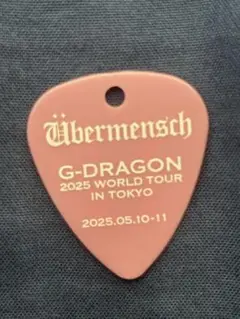 Übermensch
G-DRAGON
2025 WORLD TOUR
IN TOKYO
2025.05.10-11